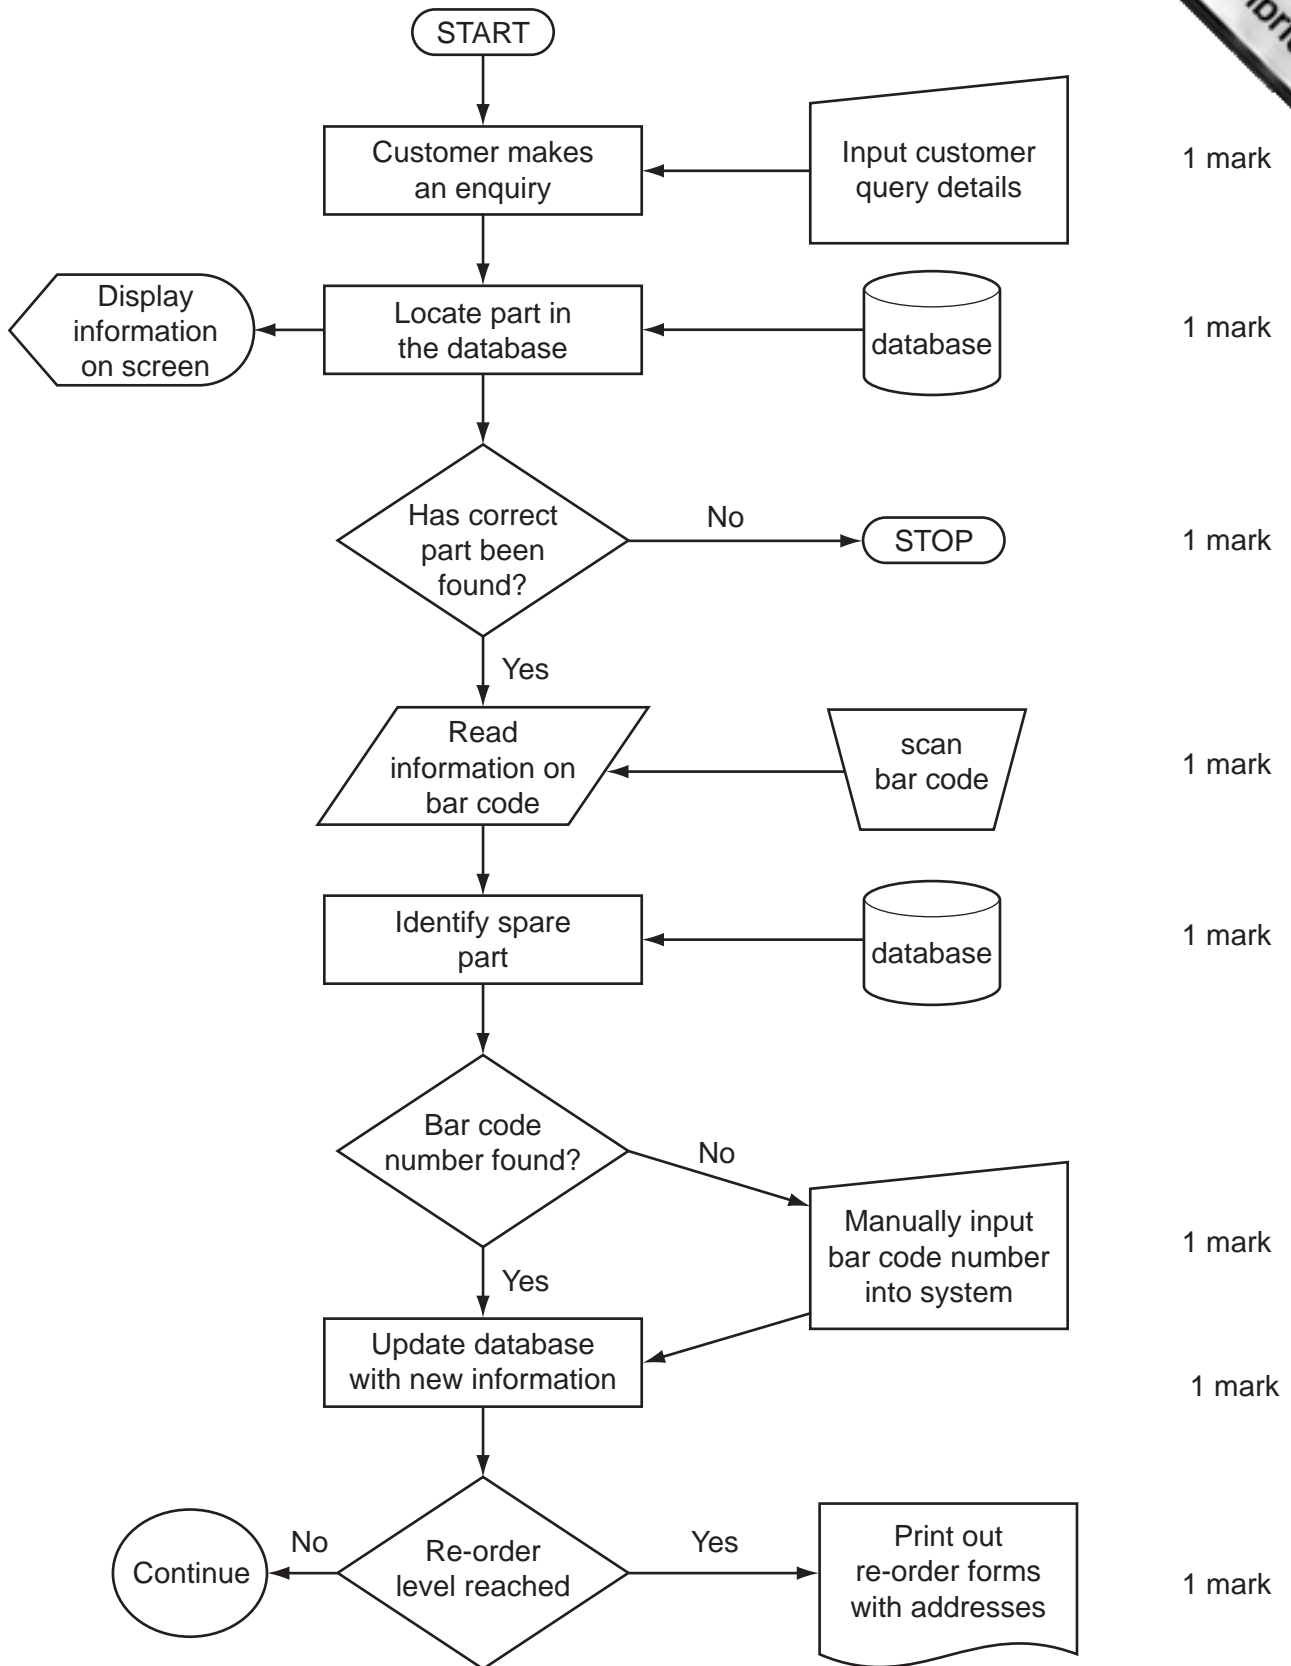 START
Customer makes
an enquiry
Input customer
query details
1 mark
Display
information
on screen
Locate part in
the database
database
1 mark
Has correct
part been
found?
No
STOP
1 mark
Yes
Read
information on
bar code
scan
bar code
1 mark
Identify spare
part
database
1 mark
Bar code
number found?
No
Manually input
bar code number
into system
1 mark
Yes
Update database
with new information
1 mark
Continue
No
Re-order
level reached
Yes
Print out
re-order forms
with addresses
1 mark